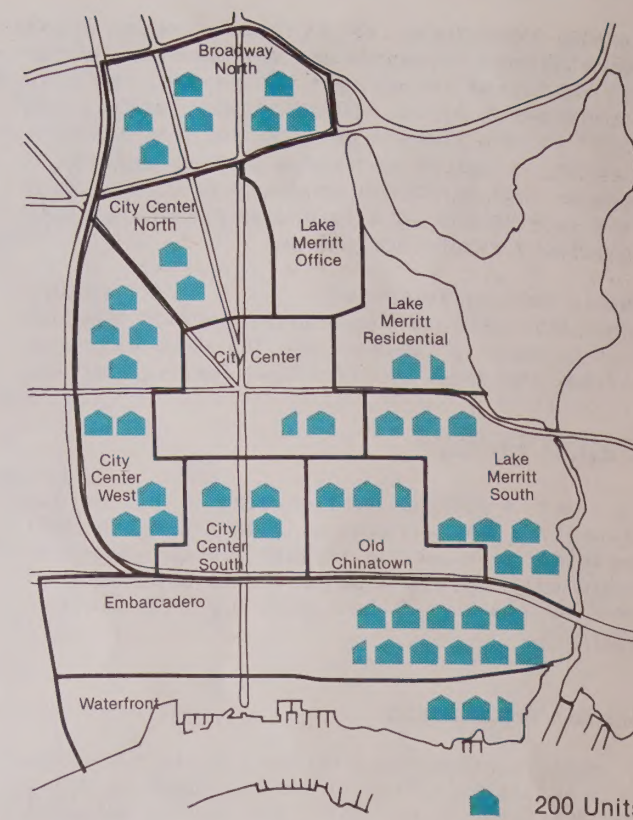 Broadway
North
City Center
North
Lake
Merritt
Office
Lake
Merritt
Residential
City Center
City
Center
West
Lake
Merritt
South
City
Center
South
Old
Chinatown
Embarcadero
Waterfront
200 Units